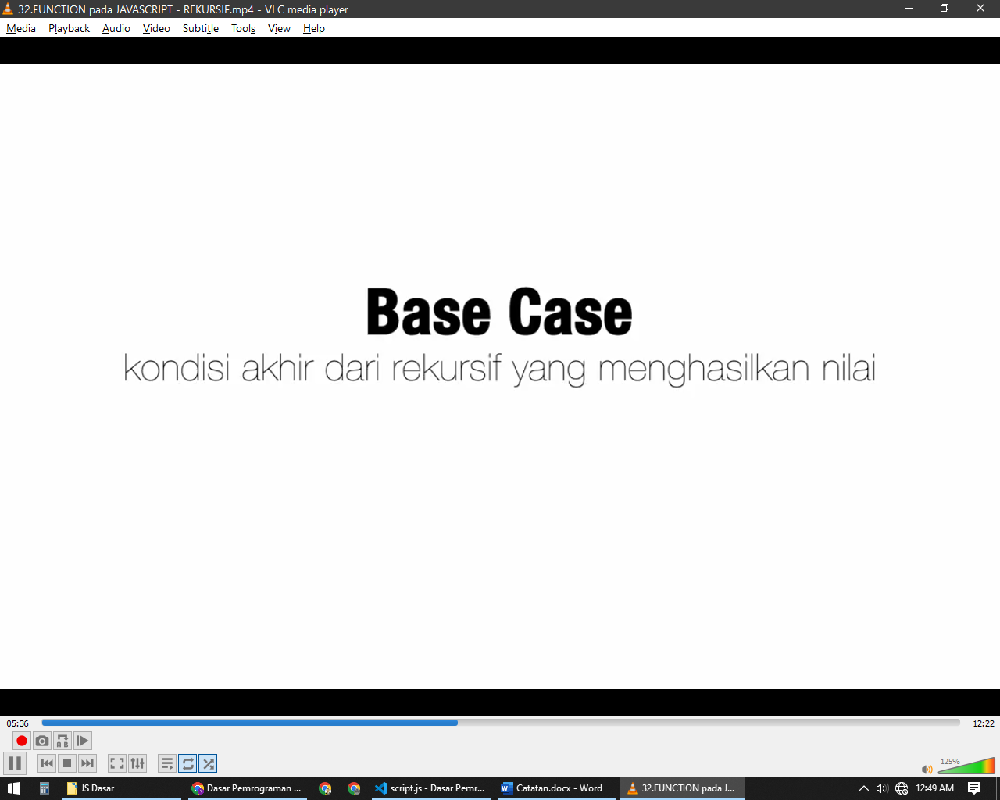 32.FUNCTION pada JAVASCRIPT - REKURSIF.mp4 - VLC media player
Media Playback Audio Video Subtitle Tools View Help
Base Case
kondisi akhir dari rekursif yang menghasilkan nilai
05:36 12:22
A B
125%
JS Dasar Dasar Pemrograman ... script.js - Dasar Pemr... Catatan.docx - Word 32.FUNCTION pada J... 12:49 AM